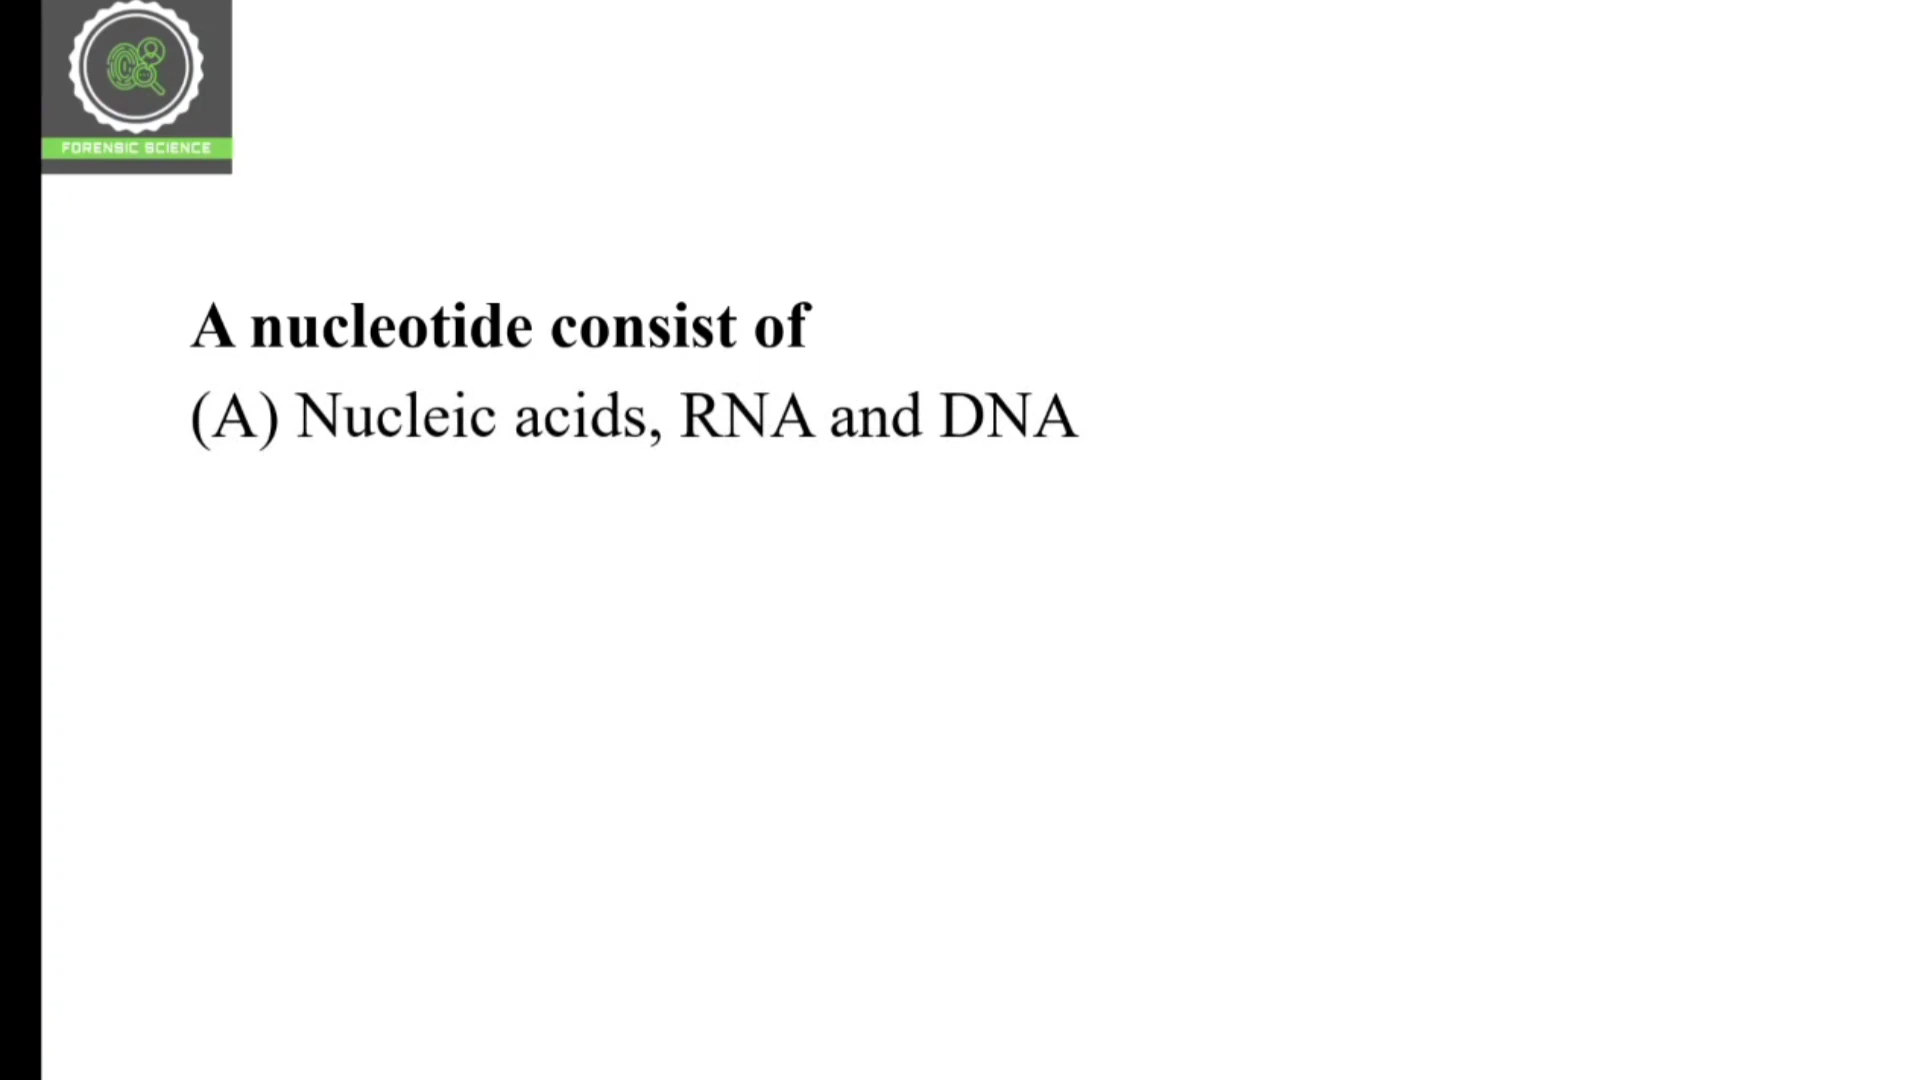 FORENSIC SCIENCE
A nucleotide consist of
(A) Nucleic acids, RNA and DNA